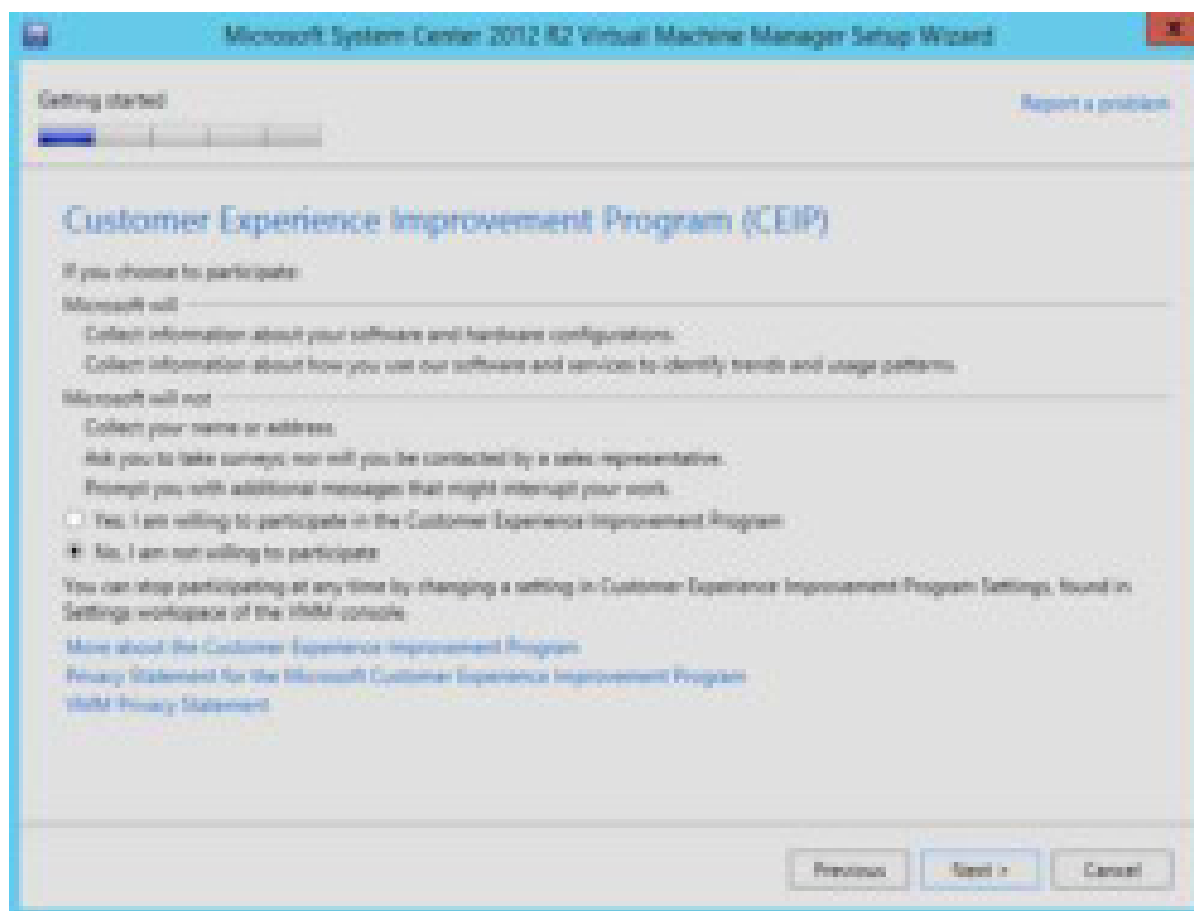 Microsoft System Center 2012 R2 Virtual Machine Manager Setup Wizard
Getting started
Report a problem
Customer Experience Improvement Program (CEIP)
If you choose to participate:
Microsoft will
Collect information about your software and hardware configurations.
Collect information about how you use our software and services to identify trends and usage patterns.
Microsoft will not
Collect your name or address.
Ask you to take surveys nor will you be contacted by a sales representative.
Prompt you with additional messages that might interrupt your work.
Yes, I am willing to participate in the Customer Experience Improvement Program
No, I am not willing to participate
You can stop participating at any time by changing a setting in Customer Experience Improvement Program Settings, found in
Settings workspace of the VMM console.
More about the Customer Experience Improvement Program
Privacy Statement for the Microsoft Customer Experience Improvement Program
VMM Privacy Statement
Previous
Next >
Cancel